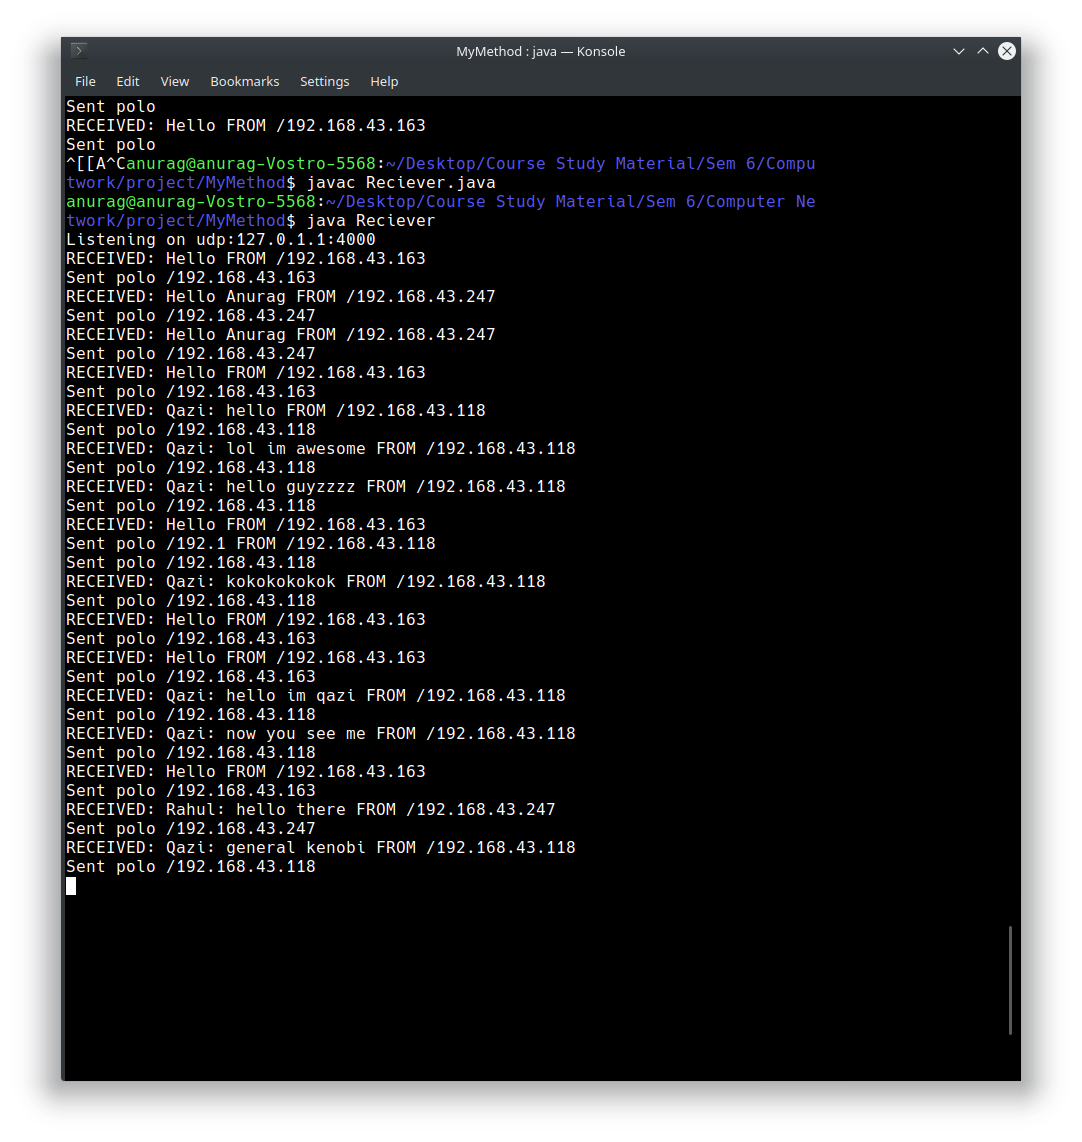 MyMethod : java — Konsole
File Edit View Bookmarks Settings Help
Sent polo
RECEIVED: Hello FROM /192.168.43.163
Sent polo
^[[A^Canurag@anurag-Vostro-5568:~/Desktop/Course Study Material/Sem 6/Compu
twork/project/MyMethod$ javac Reciever.java
anurag@anurag-Vostro-5568:~/Desktop/Course Study Material/Sem 6/Computer Ne
twork/project/MyMethod$ java Reciever
Listening on udp:127.0.1.1:4000
RECEIVED: Hello FROM /192.168.43.163
Sent polo /192.168.43.163
RECEIVED: Hello Anurag FROM /192.168.43.247
Sent polo /192.168.43.247
RECEIVED: Hello Anurag FROM /192.168.43.247
Sent polo /192.168.43.247
RECEIVED: Hello FROM /192.168.43.163
Sent polo /192.168.43.163
RECEIVED: Qazi: hello FROM /192.168.43.118
Sent polo /192.168.43.118
RECEIVED: Qazi: lol im awesome FROM /192.168.43.118
Sent polo /192.168.43.118
RECEIVED: Qazi: hello guyzzzz FROM /192.168.43.118
Sent polo /192.168.43.118
RECEIVED: Hello FROM /192.168.43.163
Sent polo /192.1 FROM /192.168.43.118
Sent polo /192.168.43.118
RECEIVED: Qazi: kokokokokok FROM /192.168.43.118
Sent polo /192.168.43.118
RECEIVED: Hello FROM /192.168.43.163
Sent polo /192.168.43.163
RECEIVED: Hello FROM /192.168.43.163
Sent polo /192.168.43.163
RECEIVED: Qazi: hello im qazi FROM /192.168.43.118
Sent polo /192.168.43.118
RECEIVED: Qazi: now you see me FROM /192.168.43.118
Sent polo /192.168.43.118
RECEIVED: Hello FROM /192.168.43.163
Sent polo /192.168.43.163
RECEIVED: Rahul: hello there FROM /192.168.43.247
Sent polo /192.168.43.247
RECEIVED: Qazi: general kenobi FROM /192.168.43.118
Sent polo /192.168.43.118